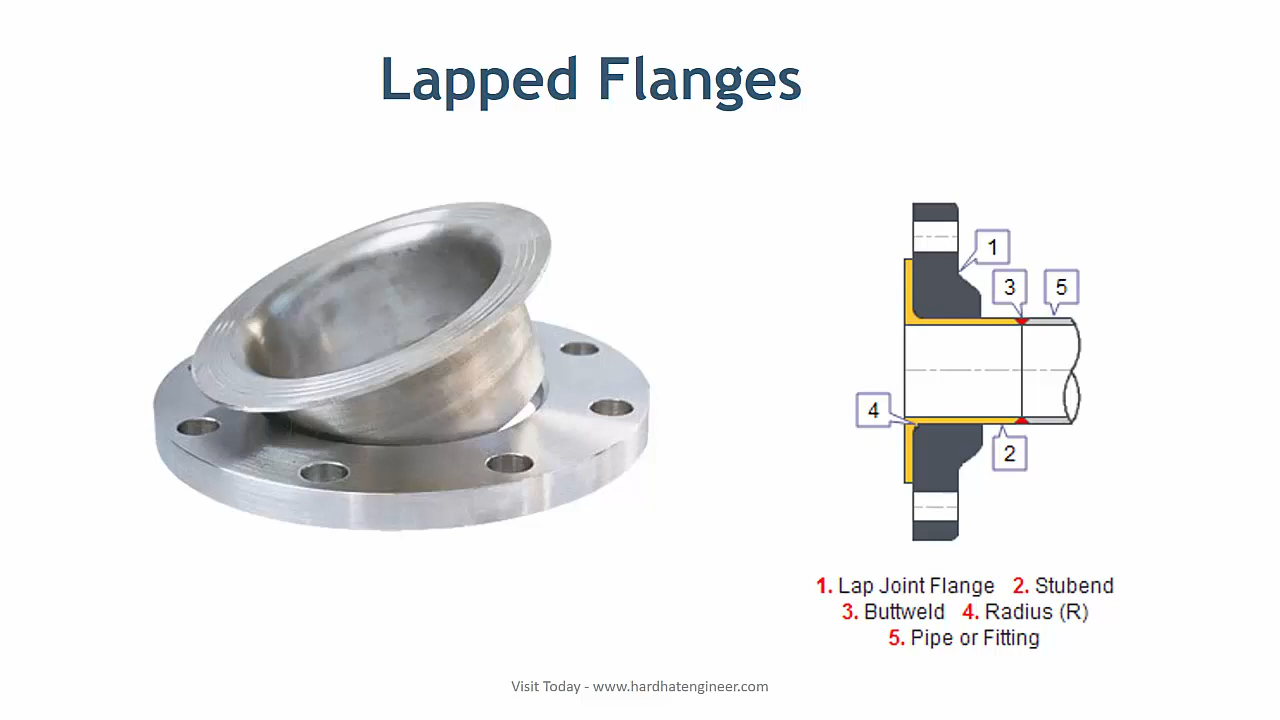 Lapped Flanges
1
3
5
4
2
1. Lap Joint Flange 2. Stubend
3. Buttweld 4. Radius (R)
5. Pipe or Fitting
Visit Today - www.hardhatengineer.com